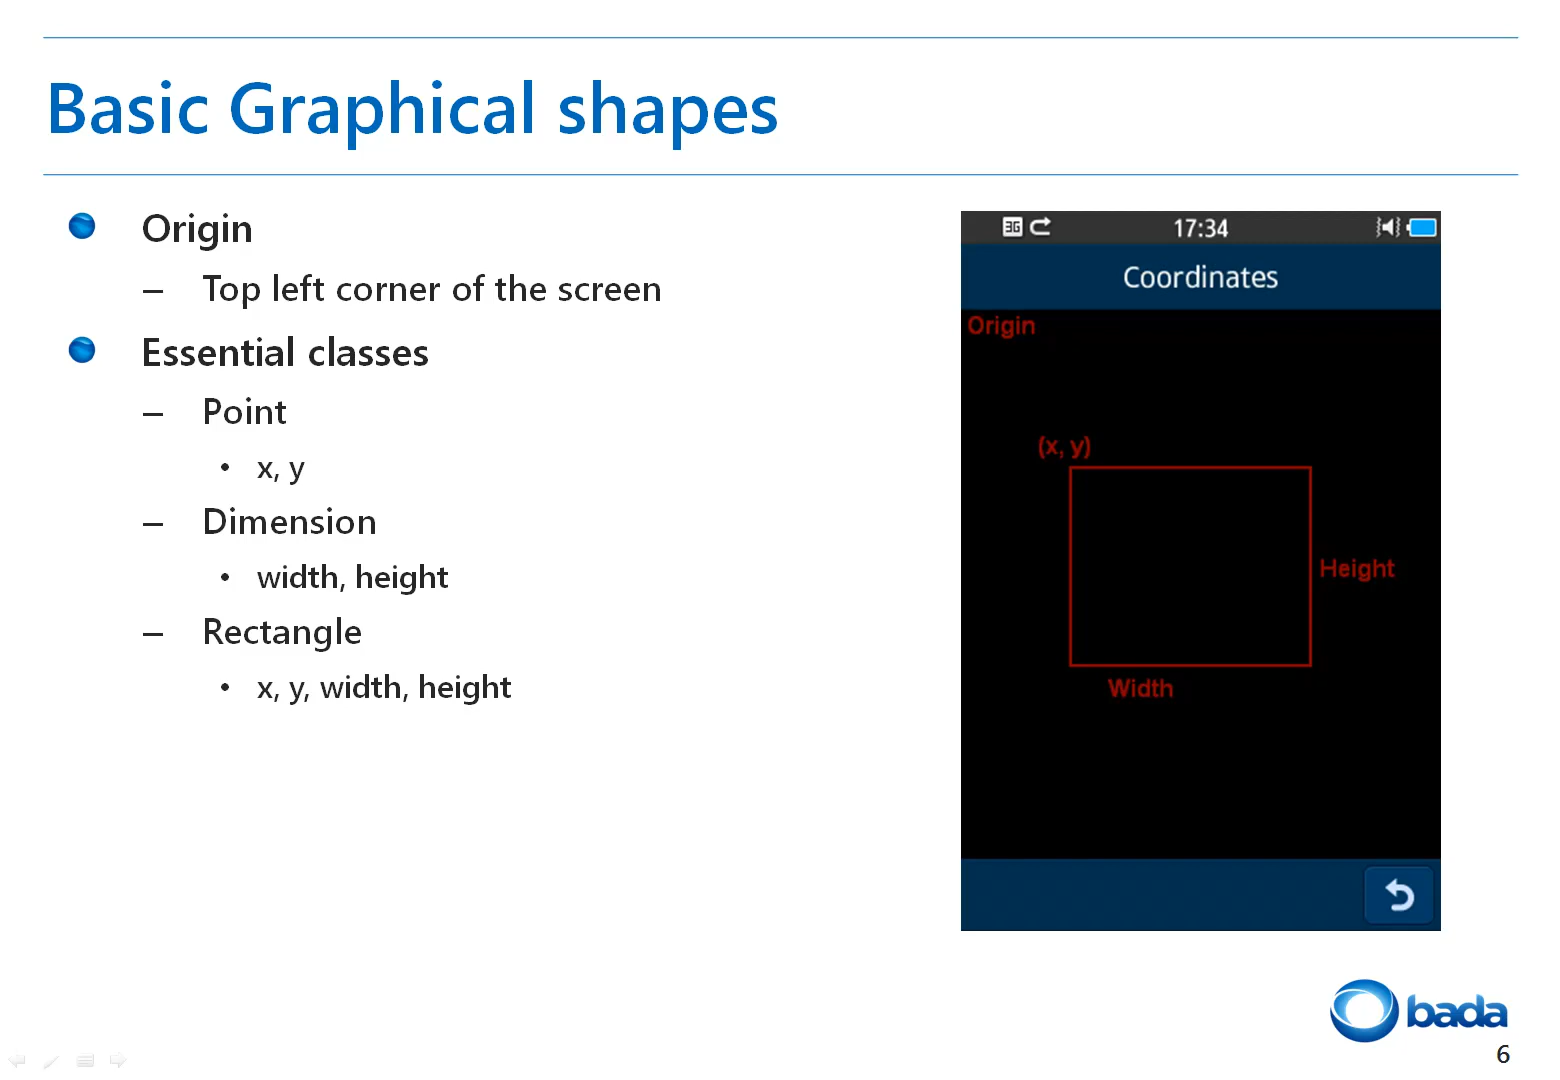 Basic Graphical shapes
Origin
– Top left corner of the screen
Essential classes
– Point
• x, y
– Dimension
• width, height
– Rectangle
• x, y, width, height
3G 17:34
Coordinates
Origin
(x, y)
Height
Width
bada
6